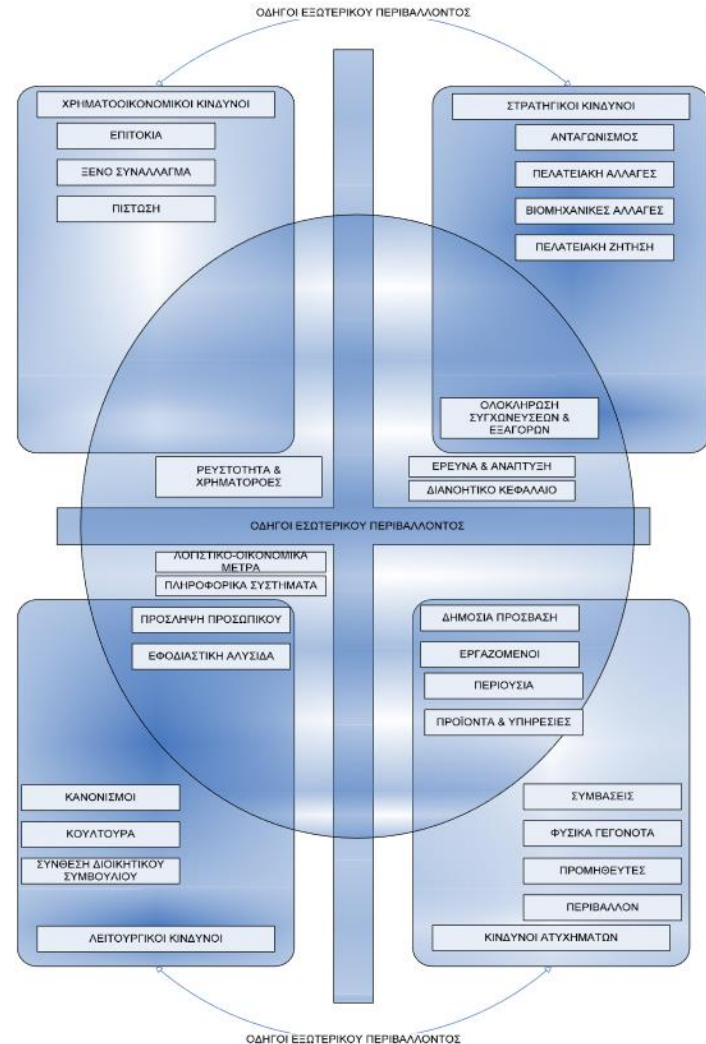 ΟΔΗΓΟΙ ΕΞΩΤΕΡΙΚΟΥ ΠΕΡΙΒΑΛΛΟΝΤΟΣ
ΧΡΗΜΑΤΟΟΙΚΟΝΟΜΙΚΟΙ ΚΙΝΔΥΝΟΙ
ΕΠΙΤΟΚΙΑ
ΞΕΝΟ ΣΥΝΑΛΛΑΓΜΑ
ΠΙΣΤΩΣΗ
ΣΤΡΑΤΗΓΙΚΟΙ ΚΙΝΔΥΝΟΙ
ΑΝΤΑΓΩΝΙΣΜΟΣ
ΠΕΛΑΤΕΙΑΚΗ ΑΛΛΑΓΕΣ
ΒΙΟΜΗΧΑΝΙΚΕΣ ΑΛΛΑΓΕΣ
ΠΕΛΑΤΕΙΑΚΗ ΖΗΤΗΣΗ
ΟΛΟΚΛΗΡΩΣΗ
ΣΥΓΧΩΝΕΥΣΕΩΝ &
ΕΞΑΓΟΡΩΝ
ΡΕΥΣΤΟΤΗΤΑ &
ΧΡΗΜΑΤΟΡΟΕΣ
ΕΡΕΥΝΑ & ΑΝΑΠΤΥΞΗ
ΔΙΑΝΟΗΤΙΚΟ ΚΕΦΑΛΑΙΟ
ΟΔΗΓΟΙ ΕΣΩΤΕΡΙΚΟΥ ΠΕΡΙΒΑΛΛΟΝΤΟΣ
ΛΟΓΙΣΤΙΚΟ-ΟΙΚΟΝΟΜΙΚΑ
ΜΕΤΡΑ
ΠΛΗΡΟΦΟΡΙΚΑ ΣΥΣΤΗΜΑΤΑ
ΠΡΟΣΛΗΨΗ ΠΡΟΣΩΠΙΚΟΥ
ΕΦΟΔΙΑΣΤΙΚΗ ΑΛΥΣΙΔΑ
ΔΗΜΟΣΙΑ ΠΡΟΣΒΑΣΗ
ΕΡΓΑΖΟΜΕΝΟΙ
ΠΕΡΙΟΥΣΙΑ
ΠΡΟΪΟΝΤΑ & ΥΠΗΡΕΣΙΕΣ
ΚΑΝΟΝΙΣΜΟΙ
ΚΟΥΛΤΟΥΡΑ
ΣΥΝΘΕΣΗ ΔΙΟΙΚΗΤΙΚΟΥ
ΣΥΜΒΟΥΛΙΟΥ
ΛΕΙΤΟΥΡΓΙΚΟΙ ΚΙΝΔΥΝΟΙ
ΣΥΜΒΑΣΕΙΣ
ΦΥΣΙΚΑ ΓΕΓΟΝΟΤΑ
ΠΡΟΜΗΘΕΥΤΕΣ
ΠΕΡΙΒΑΛΛΟΝ
ΚΙΝΔΥΝΟΙ ΑΤΥΧΗΜΑΤΩΝ
ΟΔΗΓΟΙ ΕΞΩΤΕΡΙΚΟΥ ΠΕΡΙΒΑΛΛΟΝΤΟΣ